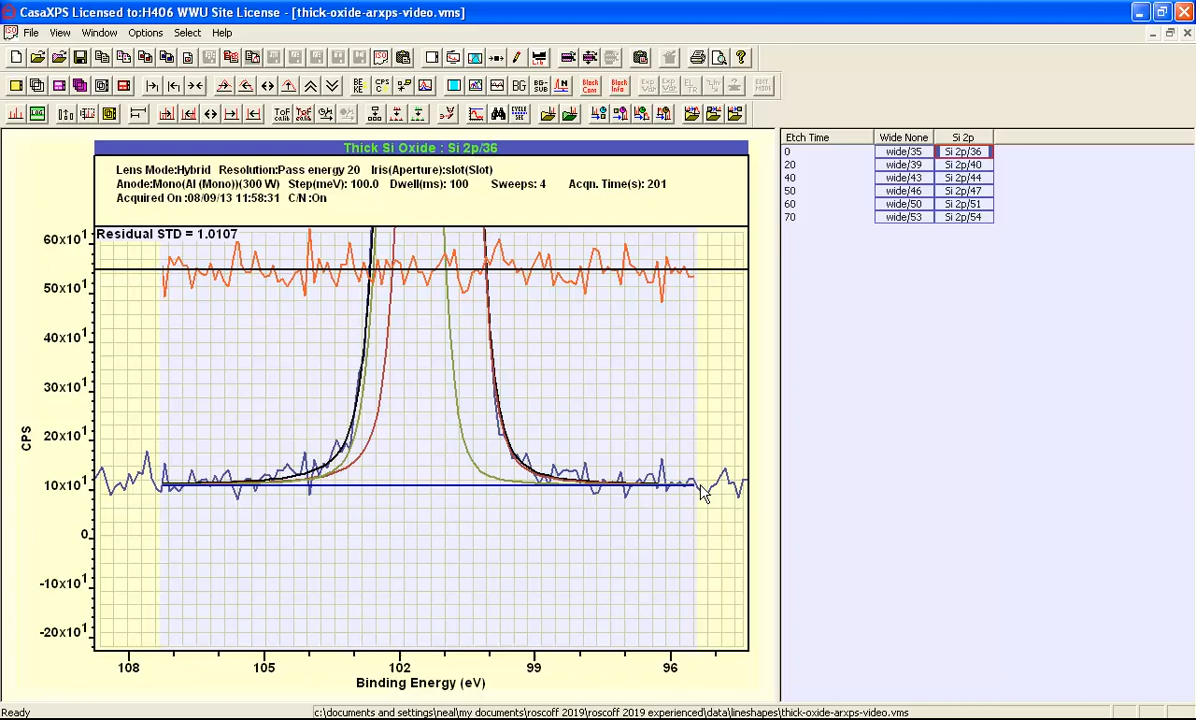 CasaXPS Licensed to:H406 WWU Site License - [thick-oxide-arxps-video.vms]
File View Window Options Select Help
Thick Si Oxide : Si 2p/36
Lens Mode:Hybrid Resolution:Pass energy 20 Iris(Aperture):slot(Slot)
Anode:Mono(Al (Mono))(300 W) Step(meV): 100.0 Dwell(ms): 100 Sweeps: 4 Acqn. Time(s): 201
Acquired On :08/09/13 11:58:31 C/N :On
Residual STD = 1.0107
60x10¹
50x10¹
40x10¹
30x10¹
20x10¹
10x10¹
0
-10x10¹
-20x10¹
CPS
108 105 102 99 96
Binding Energy (eV)
Etch Time Wide None Si 2p
0 wide/35 Si 2p/36
20 wide/39 Si 2p/40
40 wide/43 Si 2p/44
50 wide/46 Si 2p/47
60 wide/50 Si 2p/51
70 wide/53 Si 2p/54
Ready c:\documents and settings\neal\my documents\roscoff 2019\roscoff 2019 experienced\data\lineshapes\thick-oxide-arxps-video.vms